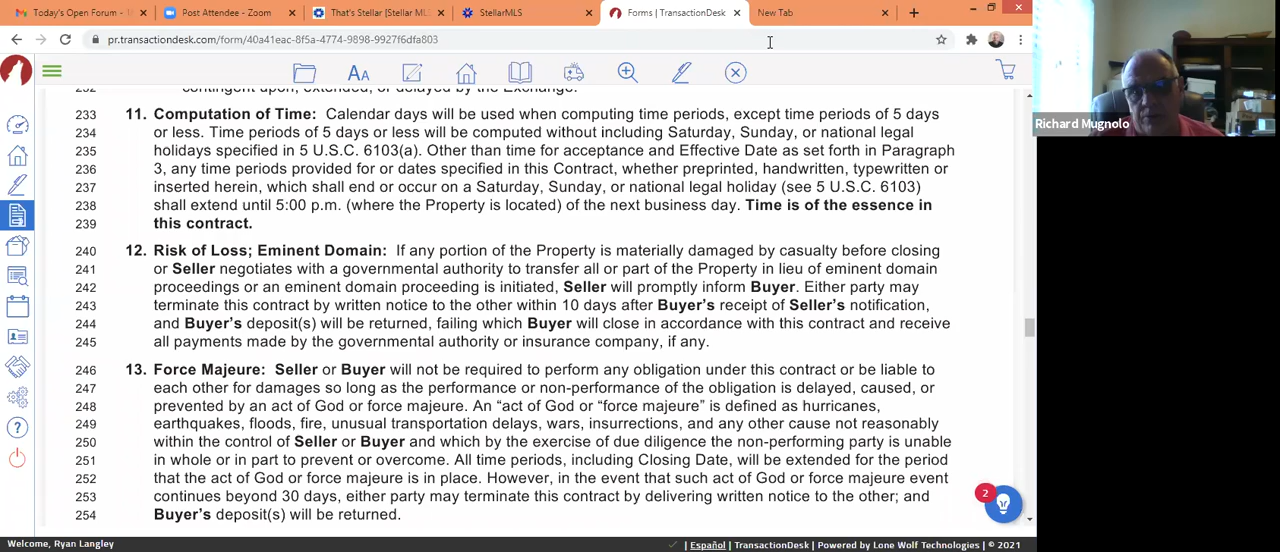 Today's Open Forum - 
Post Attendee - Zoom
That's Stellar [Stellar MLS
StellarMLS
Forms | TransactionDesk
New Tab
pr.transactiondesk.com/form/40a41eac-8f5a-4774-9898-9927f6dfa803
AA
Richard Mugnolo
232 contingent upon, extended, or delayed by the Exchange.
233 11. Computation of Time: Calendar days will be used when computing time periods, except time periods of 5 days
234 or less. Time periods of 5 days or less will be computed without including Saturday, Sunday, or national legal
235 holidays specified in 5 U.S.C. 6103(a). Other than time for acceptance and Effective Date as set forth in Paragraph
236 3, any time periods provided for or dates specified in this Contract, whether preprinted, handwritten, typewritten or
237 inserted herein, which shall end or occur on a Saturday, Sunday, or national legal holiday (see 5 U.S.C. 6103)
238 shall extend until 5:00 p.m. (where the Property is located) of the next business day. Time is of the essence in
239 this contract.
240 12. Risk of Loss; Eminent Domain: If any portion of the Property is materially damaged by casualty before closing
241 or Seller negotiates with a governmental authority to transfer all or part of the Property in lieu of eminent domain
242 proceedings or an eminent domain proceeding is initiated, Seller will promptly inform Buyer. Either party may
243 terminate this contract by written notice to the other within 10 days after Buyer's receipt of Seller's notification,
244 and Buyer's deposit(s) will be returned, failing which Buyer will close in accordance with this contract and receive
245 all payments made by the governmental authority or insurance company, if any.
246 13. Force Majeure: Seller or Buyer will not be required to perform any obligation under this contract or be liable to
247 each other for damages so long as the performance or non-performance of the obligation is delayed, caused, or
248 prevented by an act of God or force majeure. An “act of God or “force majeure” is defined as hurricanes,
249 earthquakes, floods, fire, unusual transportation delays, wars, insurrections, and any other cause not reasonably
250 within the control of Seller or Buyer and which by the exercise of due diligence the non-performing party is unable
251 in whole or in part to prevent or overcome. All time periods, including Closing Date, will be extended for the period
252 that the act of God or force majeure is in place. However, in the event that such act of God or force majeure event
253 continues beyond 30 days, either party may terminate this contract by delivering written notice to the other; and
254 Buyer's deposit(s) will be returned.
2
Welcome, Ryan Langley
| Español | TransactionDesk | Powered by Lone Wolf Technologies | © 2021